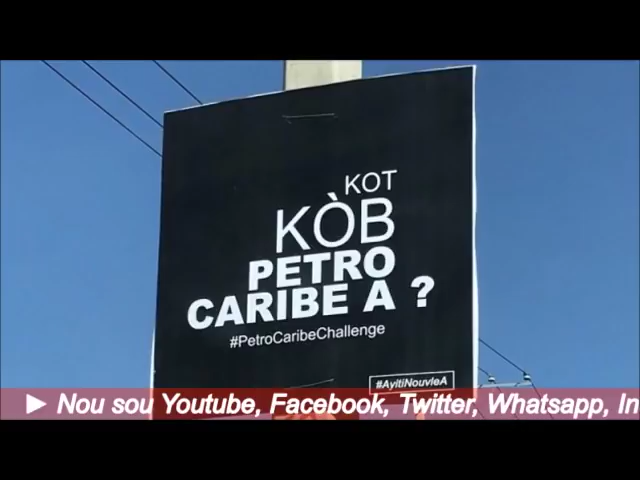 KOT
KÒB
PETRO
CARIBE A ?
#PetroCaribeChallenge
#AyitiNouvleA
► Nou sou Youtube, Facebook, Twitter, Whatsapp, In